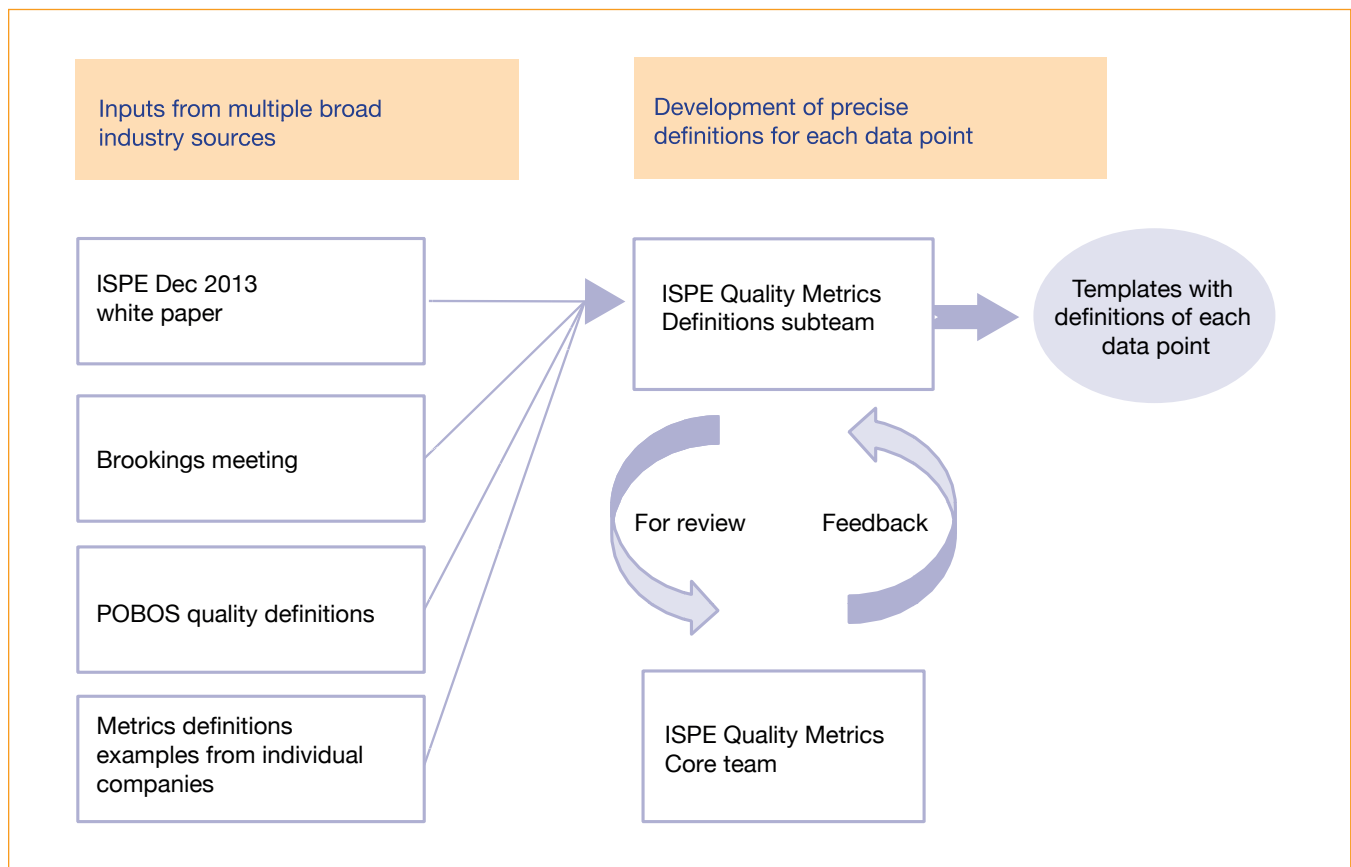 Inputs from multiple broad
industry sources
Development of precise
definitions for each data point
ISPE Dec 2013
white paper
Brookings meeting
POBOS quality definitions
Metrics definitions
examples from individual
companies
ISPE Quality Metrics
Definitions subteam
Templates with
definitions of each
data point
For review
Feedback
ISPE Quality Metrics
Core team